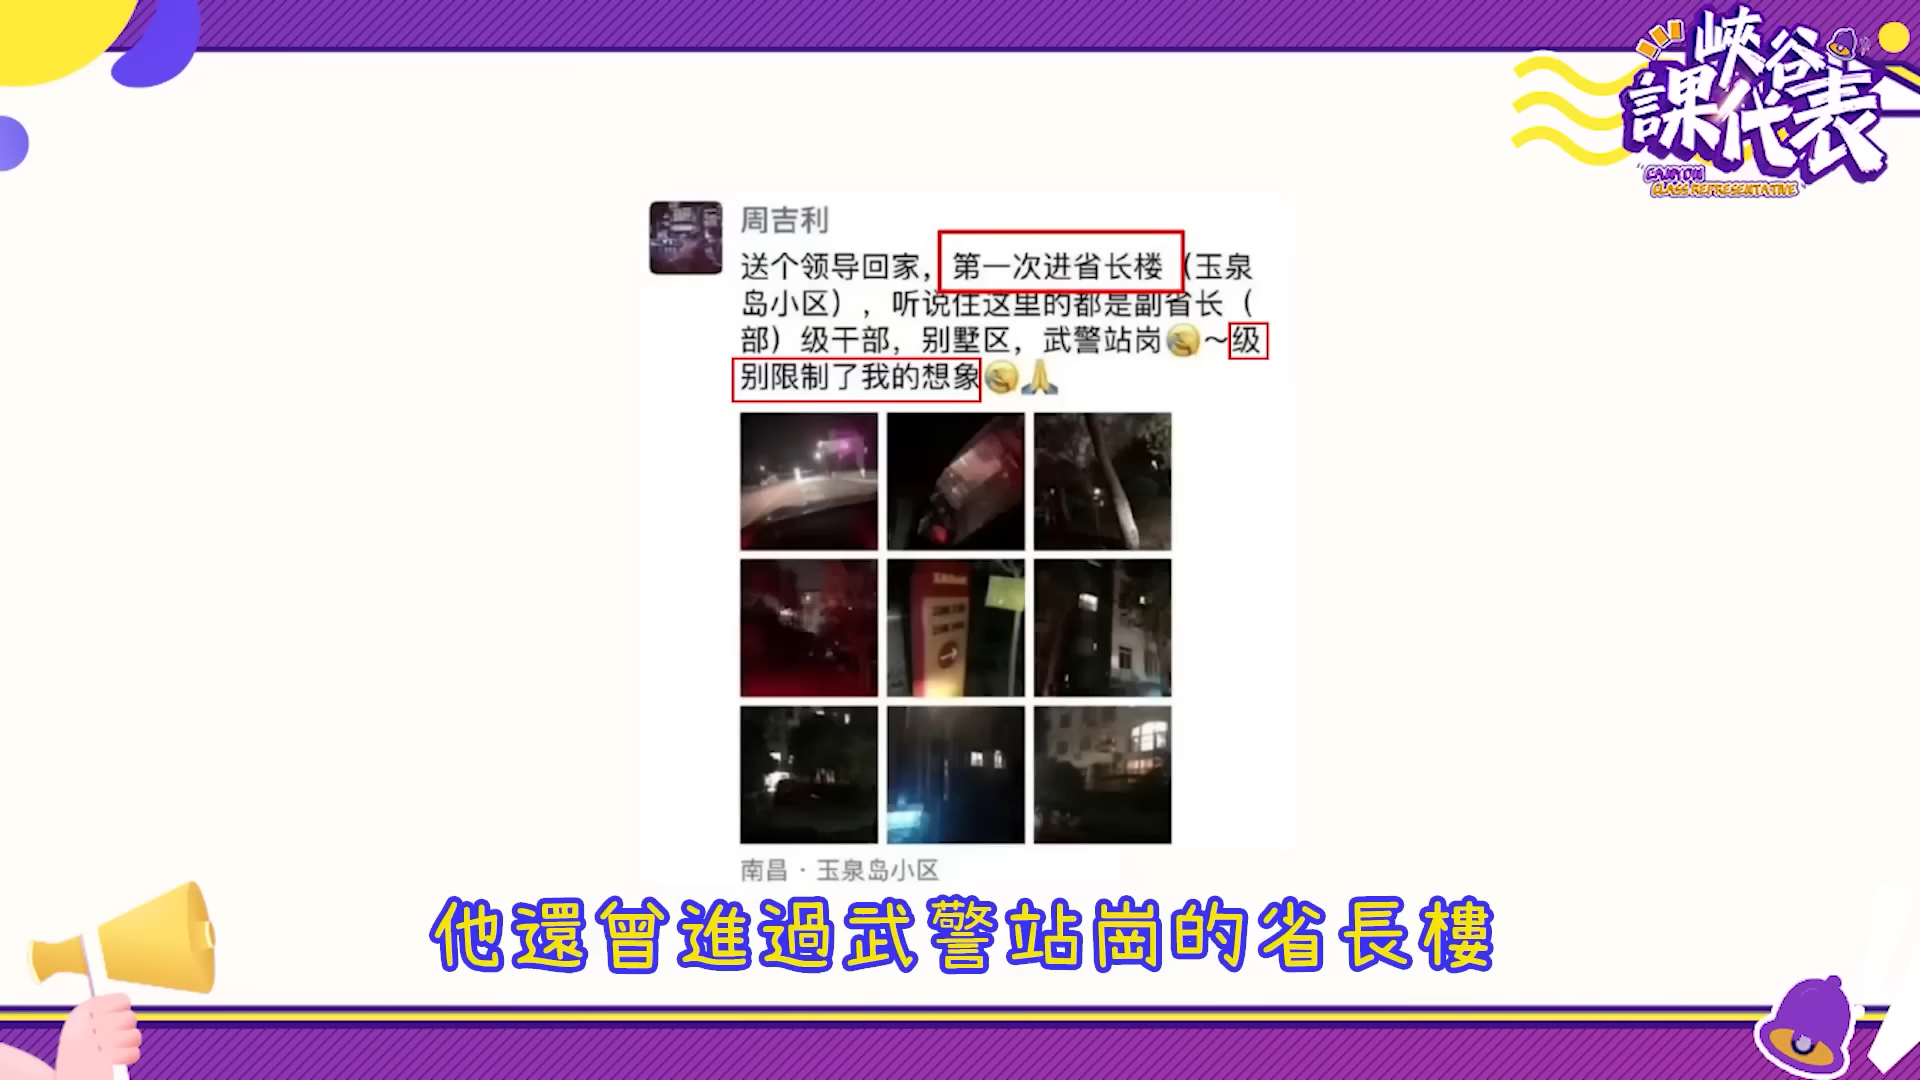 峽谷
課代表
CANYON
CLASS REPRESENTATIVE
周吉利
送个领导回家，第一次进省长楼（玉泉
岛小区），听说住这里的都是副省长（
部）级干部，别墅区，武警站岗～级
别限制了我的想象
南昌·玉泉岛小区
他還曾進過武警站崗的省長樓